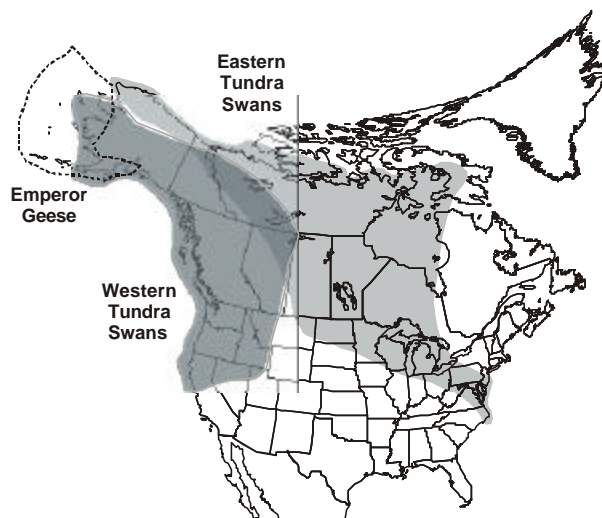 Eastern
Tundra
Swans
Emperor
Geese
Western
Tundra
Swans